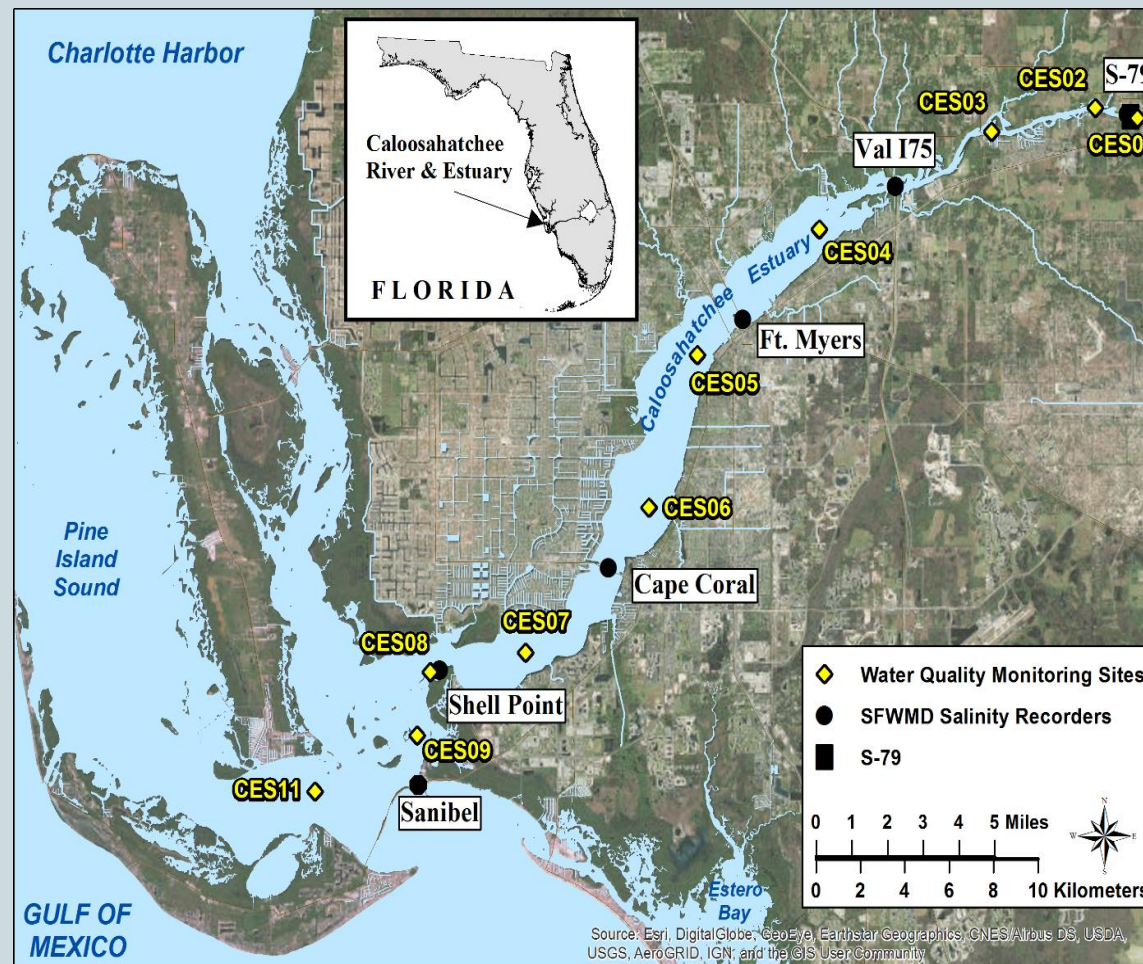 Charlotte Harbor
Caloosahatchee
River & Estuary
FLORIDA
CES02
S-79
CES03
CES0
Val I75
CES04
Caloosahatchee Estuary
Ft. Myers
CES05
CES06
Pine
Island
Sound
Cape Coral
CES07
CES08
Shell Point
CES09
CES11
Sanibel
GULF OF
MEXICO
Estero
Bay
Water Quality Monitoring Sites
SFWMD Salinity Recorders
S-79
0 1 2 3 4 5 Miles
0 2 4 6 8 10 Kilometers
N
W E
S
Source: Esri, DigitalGlobe, GeoEye, Earthstar Geographics, CNES/Airbus DS, USDA,
USGS, AeroGRID, IGN, and the GIS User Community